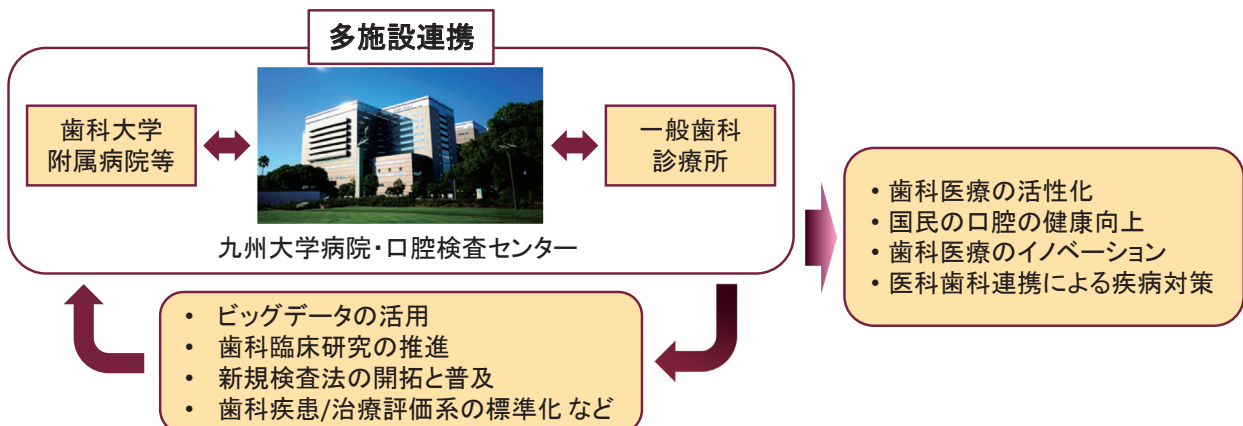 多施設連携
歯科大学
附属病院等
一般歯科
診療所
九州大学病院・口腔検査センター
• 歯科医療の活性化
• 国民の口腔の健康向上
• 歯科医療のイノベーション
• 医科歯科連携による疾病対策
• ビッグデータの活用
• 歯科臨床研究の推進
• 新規検査法の開拓と普及
• 歯科疾患/治療評価系の標準化 など